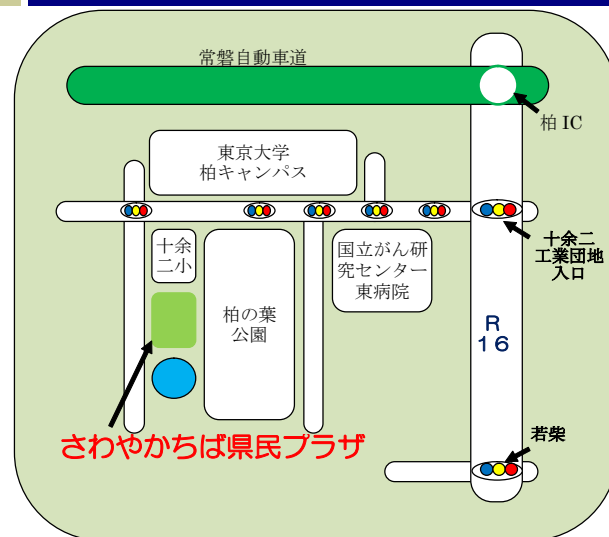 常磐自動車道
柏 IC
東京大学
柏キャンパス
十余二
工業団地
入口
十余
二小
国立がん研
究センター
東病院
柏の葉
公園
R
16
さわやかちば県民プラザ
若柴